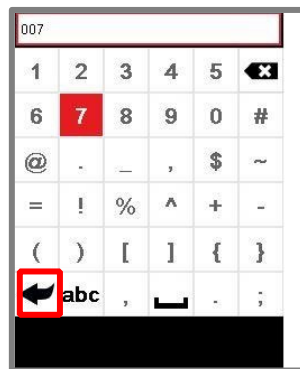 007
1 2 3 4 5
6 7 8 9 0 #
@ . _ , $ ~
= ! % ^ + -
( ) [ ] { }
abc , . ;